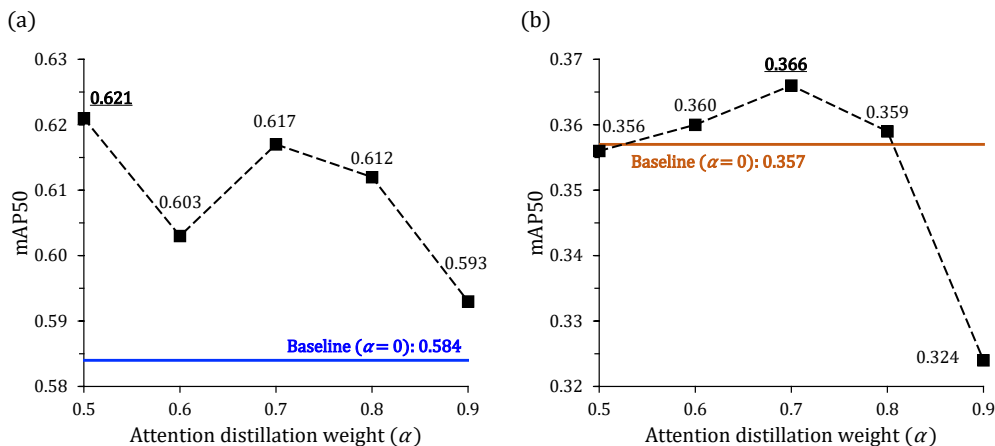 (a)
0.63
0.62
0.61
0.60
0.59
0.58
mAP50
0.621
0.603
0.617
0.612
0.593
Baseline (α= 0): 0.584
0.5 0.6 0.7 0.8 0.9
Attention distillation weight (α)
(b)
0.37
0.36
0.35
0.34
0.33
0.32
mAP50
0.356
0.360
0.366
0.359
0.324
Baseline (α= 0): 0.357
0.5 0.6 0.7 0.8 0.9
Attention distillation weight (α)